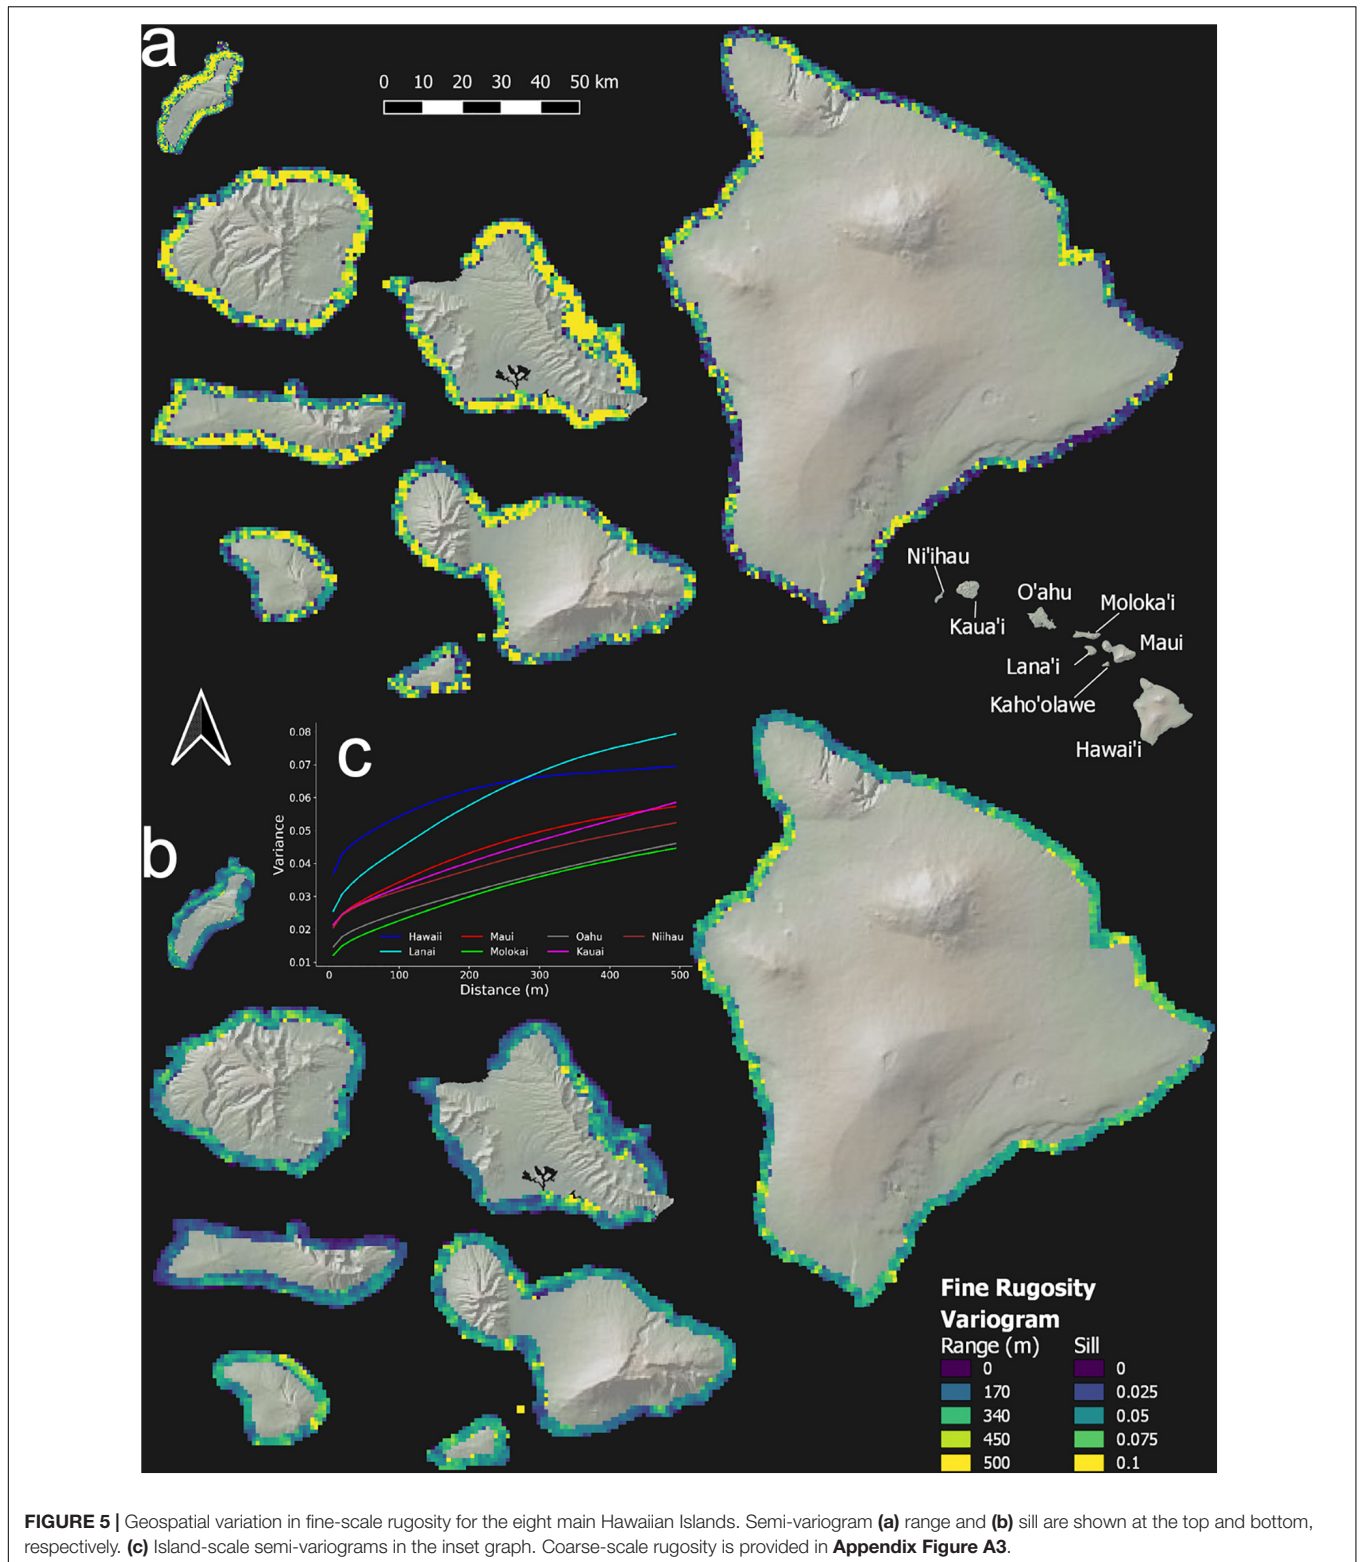 a
0 10 20 30 40 50 km
Ni'ihau
O'ahu
Moloka'i
Kaua'i
Maui
Lana'i
Kaho'olawe
Hawai'i
c
0.08
0.07
0.06
0.05
0.04
0.03
0.02
0.01
Variance
Hawaii Maui Oahu Niihau
Lanai Molokai Kauai
0 100 200 300 400 500
Distance (m)
b
Fine Rugosity
Variogram
Range (m) Sill
0 0
170 0.025
340 0.05
450 0.075
500 0.1
FIGURE 5 | Geospatial variation in fine-scale rugosity for the eight main Hawaiian Islands. Semi-variogram (a) range and (b) sill are shown at the top and bottom,
respectively. (c) Island-scale semi-variograms in the inset graph. Coarse-scale rugosity is provided in Appendix Figure A3.